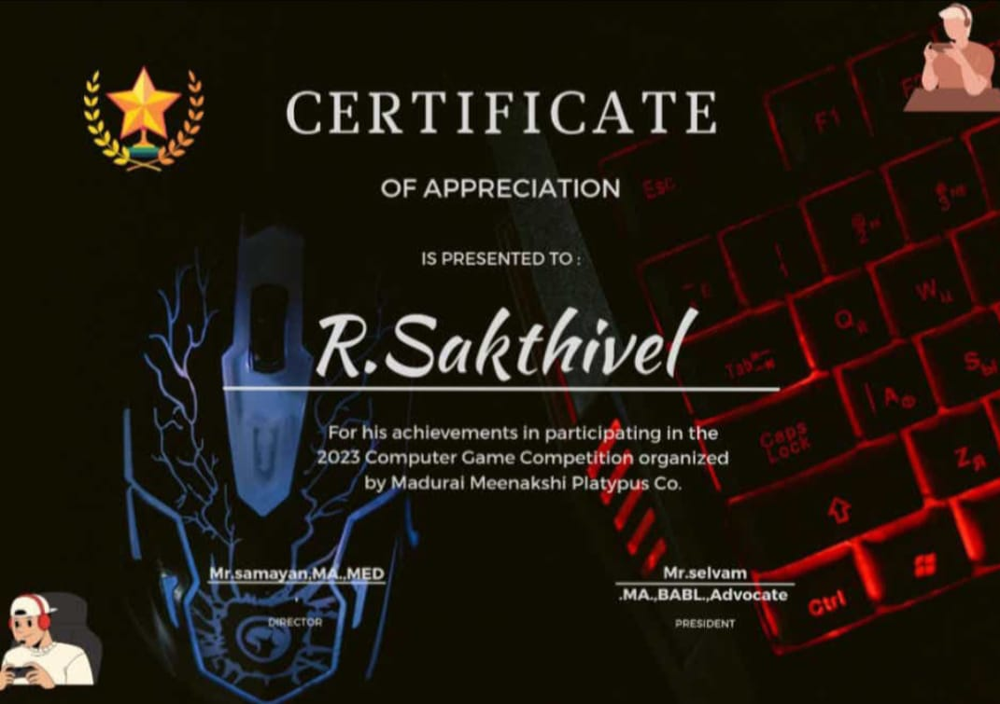 CERTIFICATE
OF APPRECIATION
IS PRESENTED TO :
R.Sakthivel
For his achievements in participating in the
2023 Computer Game Competition organized
by Madurai Meenakshi Platypus Co.
Mr.samayan,MA.,MED
,
DIRECTOR
Mr.selvam
.MA.,BABL.,Advocate
PRESIDENT
F1
Esc
Q
W
Tab
A
S
Caps
Lock
Z
Ctrl